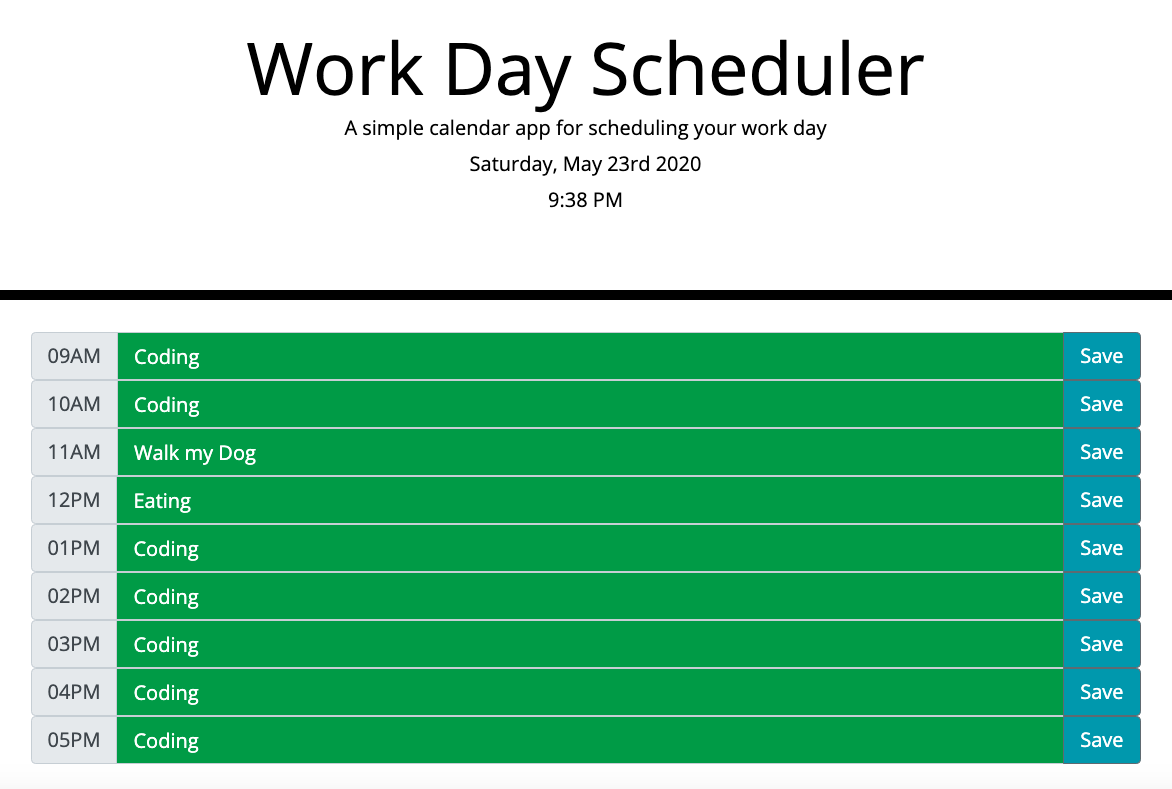 Work Day Scheduler
A simple calendar app for scheduling your work day
Saturday, May 23rd 2020
9:38 PM
09AM Coding Save
10AM Coding Save
11AM Walk my Dog Save
12PM Eating Save
01PM Coding Save
02PM Coding Save
03PM Coding Save
04PM Coding Save
05PM Coding Save